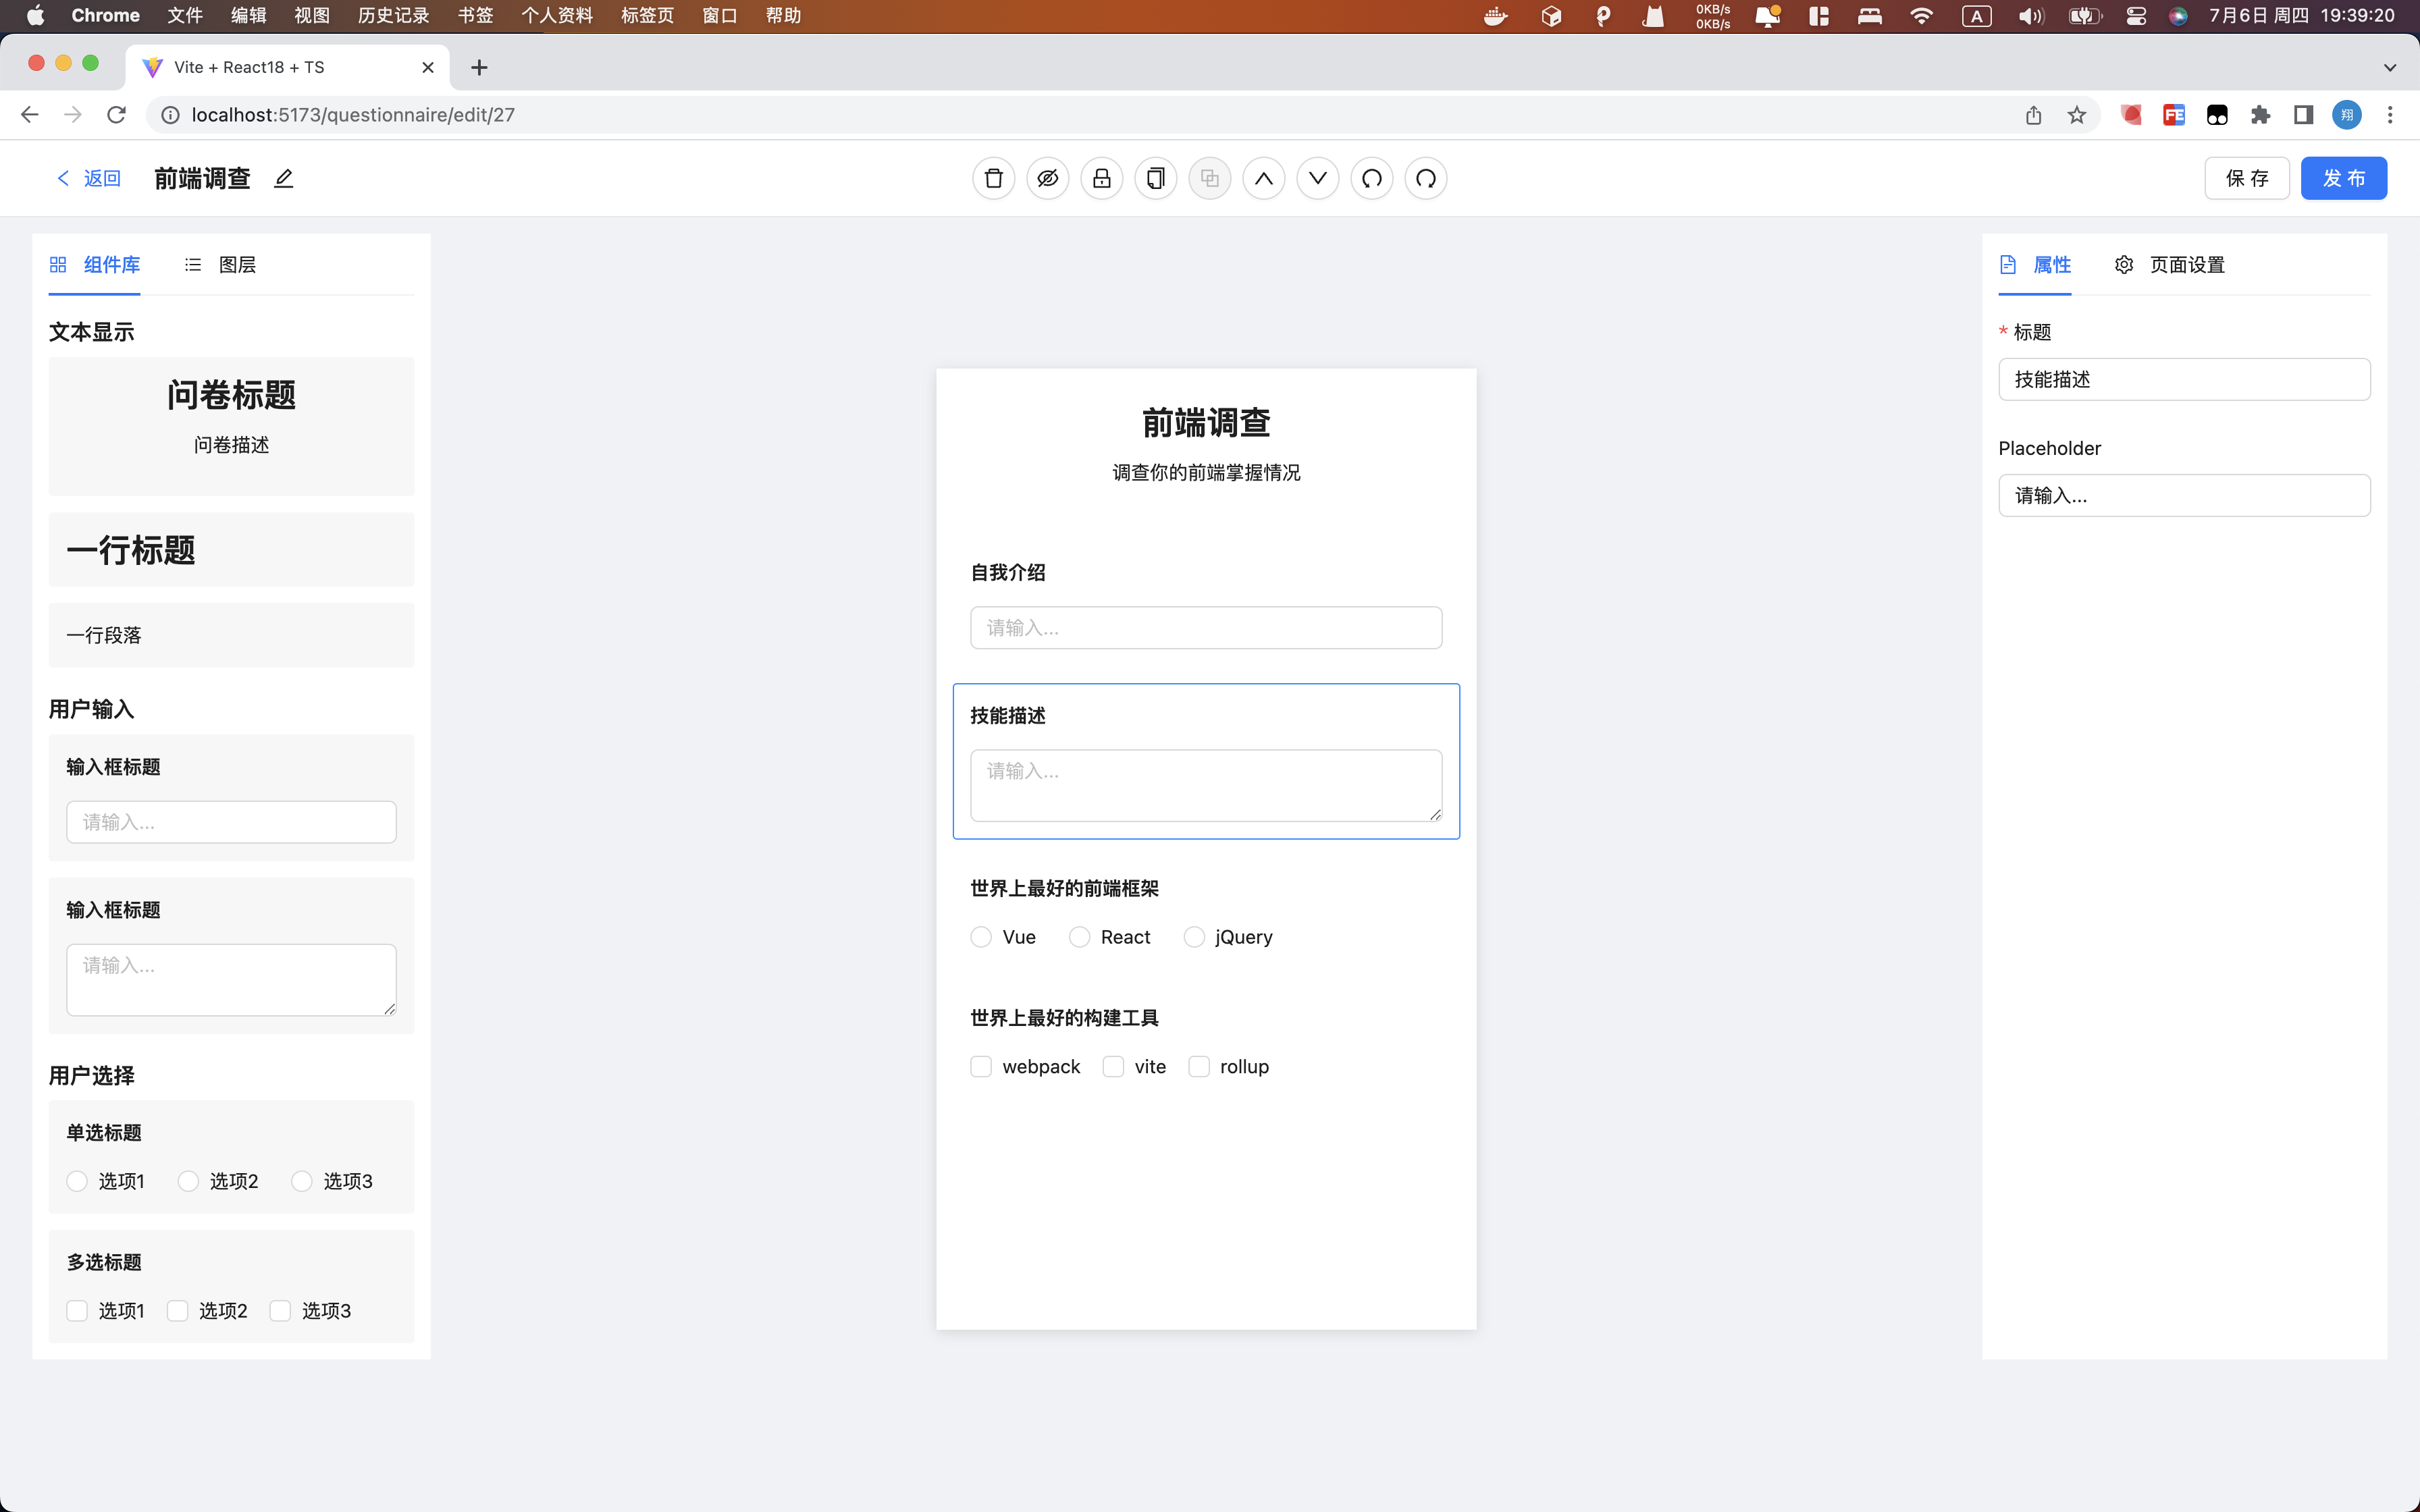 Chrome 文件 编辑 视图 历史记录 书签 个人资料 标签页 窗口 帮助 0KB/s 0KB/s A 7月6日 周四 19:39:20
Vite + React18 + TS
localhost:5173/questionnaire/edit/27 FE 翔
返回 前端调查 保 存 发 布
组件库 图层
文本显示
问卷标题
问卷描述
一行标题
一行段落
用户输入
输入框标题
请输入...
输入框标题
请输入...
用户选择
单选标题
选项1 选项2 选项3
多选标题
选项1 选项2 选项3
前端调查
调查你的前端掌握情况
自我介绍
请输入...
技能描述
请输入...
世界上最好的前端框架
Vue React jQuery
世界上最好的构建工具
webpack vite rollup
属性 页面设置
* 标题
技能描述
Placeholder
请输入...